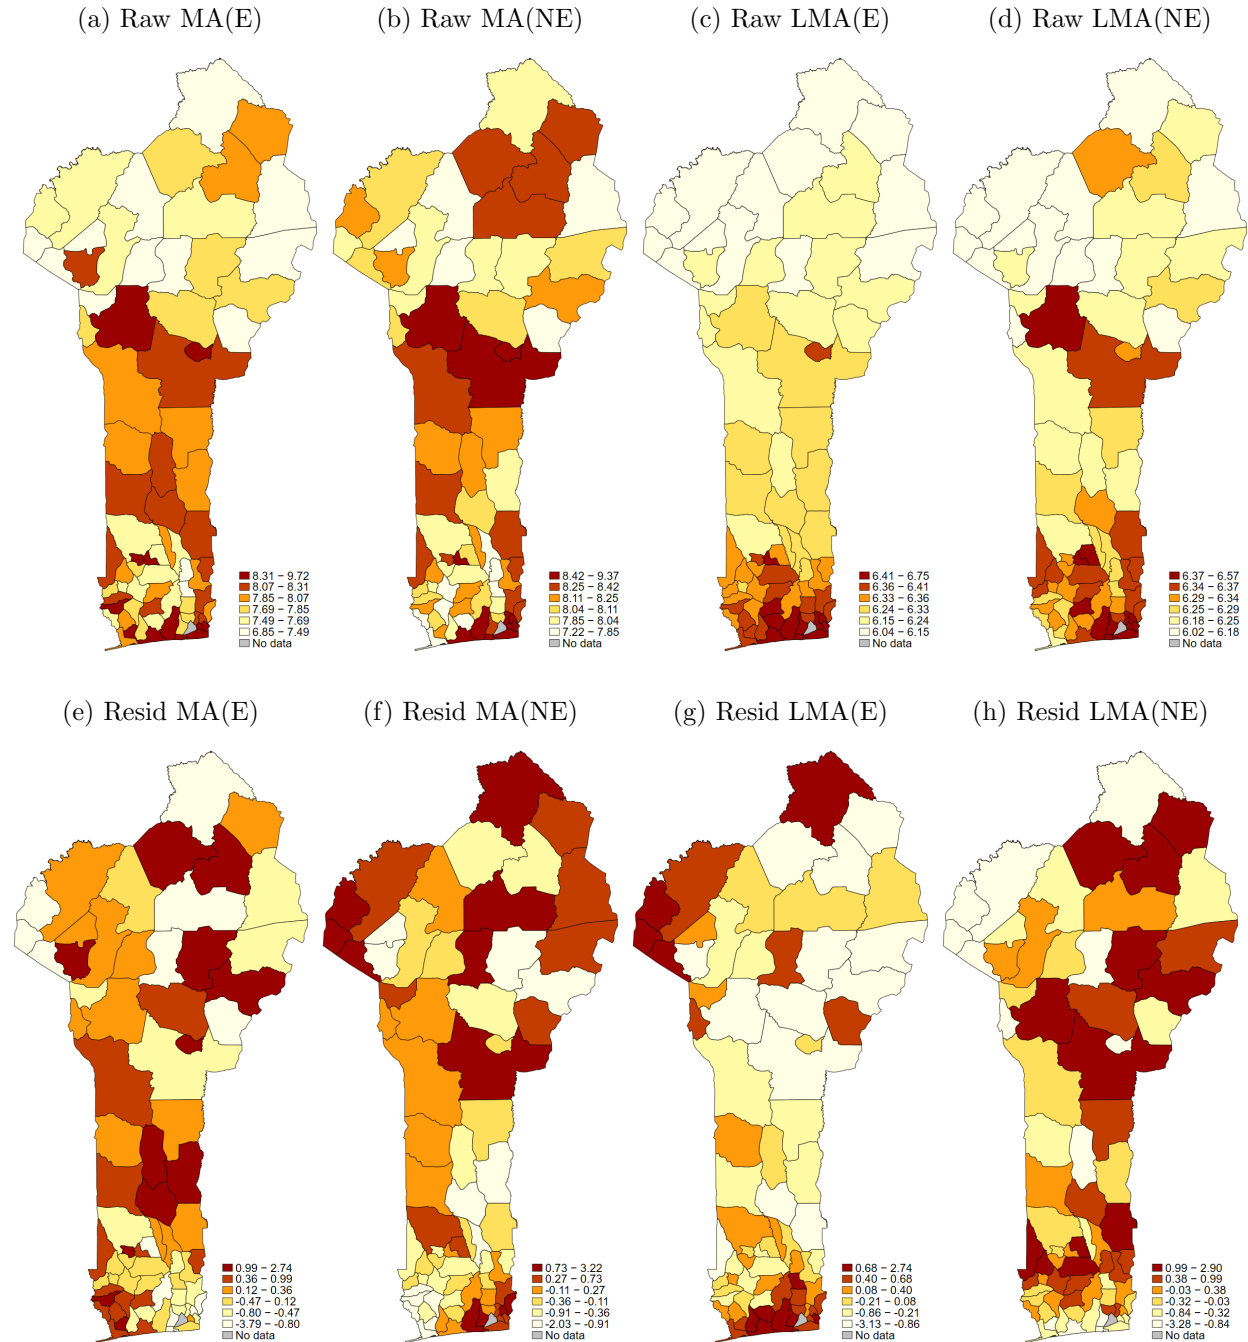 (a) Raw MA(E)
(b) Raw MA(NE)
(c) Raw LMA(E)
(d) Raw LMA(NE)
8.31 – 9.72
8.07 – 8.31
7.85 – 8.07
7.69 – 7.85
7.49 – 7.69
6.85 – 7.49
No data
8.42 – 9.37
8.25 – 8.42
8.11 – 8.25
8.04 – 8.11
7.85 – 8.04
7.22 – 7.85
No data
6.41 – 6.75
6.36 – 6.41
6.33 – 6.36
6.24 – 6.33
6.15 – 6.24
6.04 – 6.15
No data
6.37 – 6.57
6.34 – 6.37
6.29 – 6.34
6.25 – 6.29
6.18 – 6.25
6.02 – 6.18
No data
(e) Resid MA(E)
(f) Resid MA(NE)
(g) Resid LMA(E)
(h) Resid LMA(NE)
0.99 – 2.74
0.36 – 0.99
0.12 – 0.36
-0.47 – 0.12
-0.80 – -0.47
-3.79 – -0.80
No data
0.73 – 3.22
0.27 – 0.73
-0.11 – 0.27
-0.36 – -0.11
-0.91 – -0.36
-2.03 – -0.91
No data
0.68 – 2.74
0.40 – 0.68
0.08 – 0.40
-0.21 – 0.08
-0.86 – -0.21
-3.13 – -0.86
No data
0.99 – 2.90
0.38 – 0.99
-0.03 – 0.38
-0.32 – -0.03
-0.84 – -0.32
-3.28 – -0.84
No data